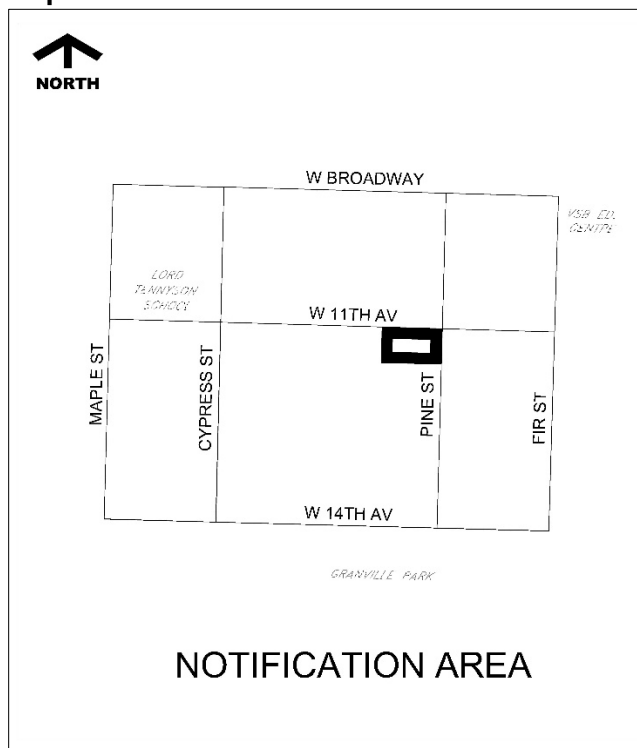 NORTH
W BROADWAY
VSB ED.
CENTRE
LORD
TENNYSON
SCHOOL
W 11TH AV
MAPLE ST
CYPRESS ST
PINE ST
FIR ST
W 14TH AV
GRANVILLE PARK
NOTIFICATION AREA